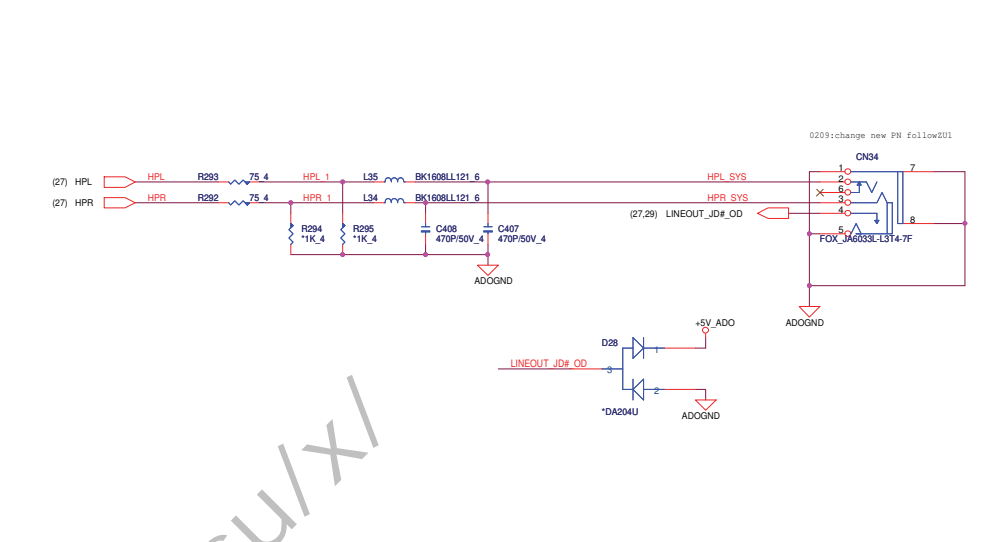 0209:change new PN followZU1
CN34
(27) HPL HPL R293 75_4 HPL_1 L35 BK1608LL121_6 HPL_SYS 1 2 7
(27) HPR HPR R292 75_4 HPR_1 L34 BK1608LL121_6 HPR_SYS 6 3
(27,29) LINEOUT_JD#_OD 4 8
R294 R295 C408 C407 5
*1K_4 *1K_4 470P/50V_4 470P/50V_4 FOX_JA6033L-L3T4-7F
ADOGND
ADOGND
+5V_ADO
D28
1
LINEOUT_JD#_OD 3
2
*DA204U ADOGND
su/x/